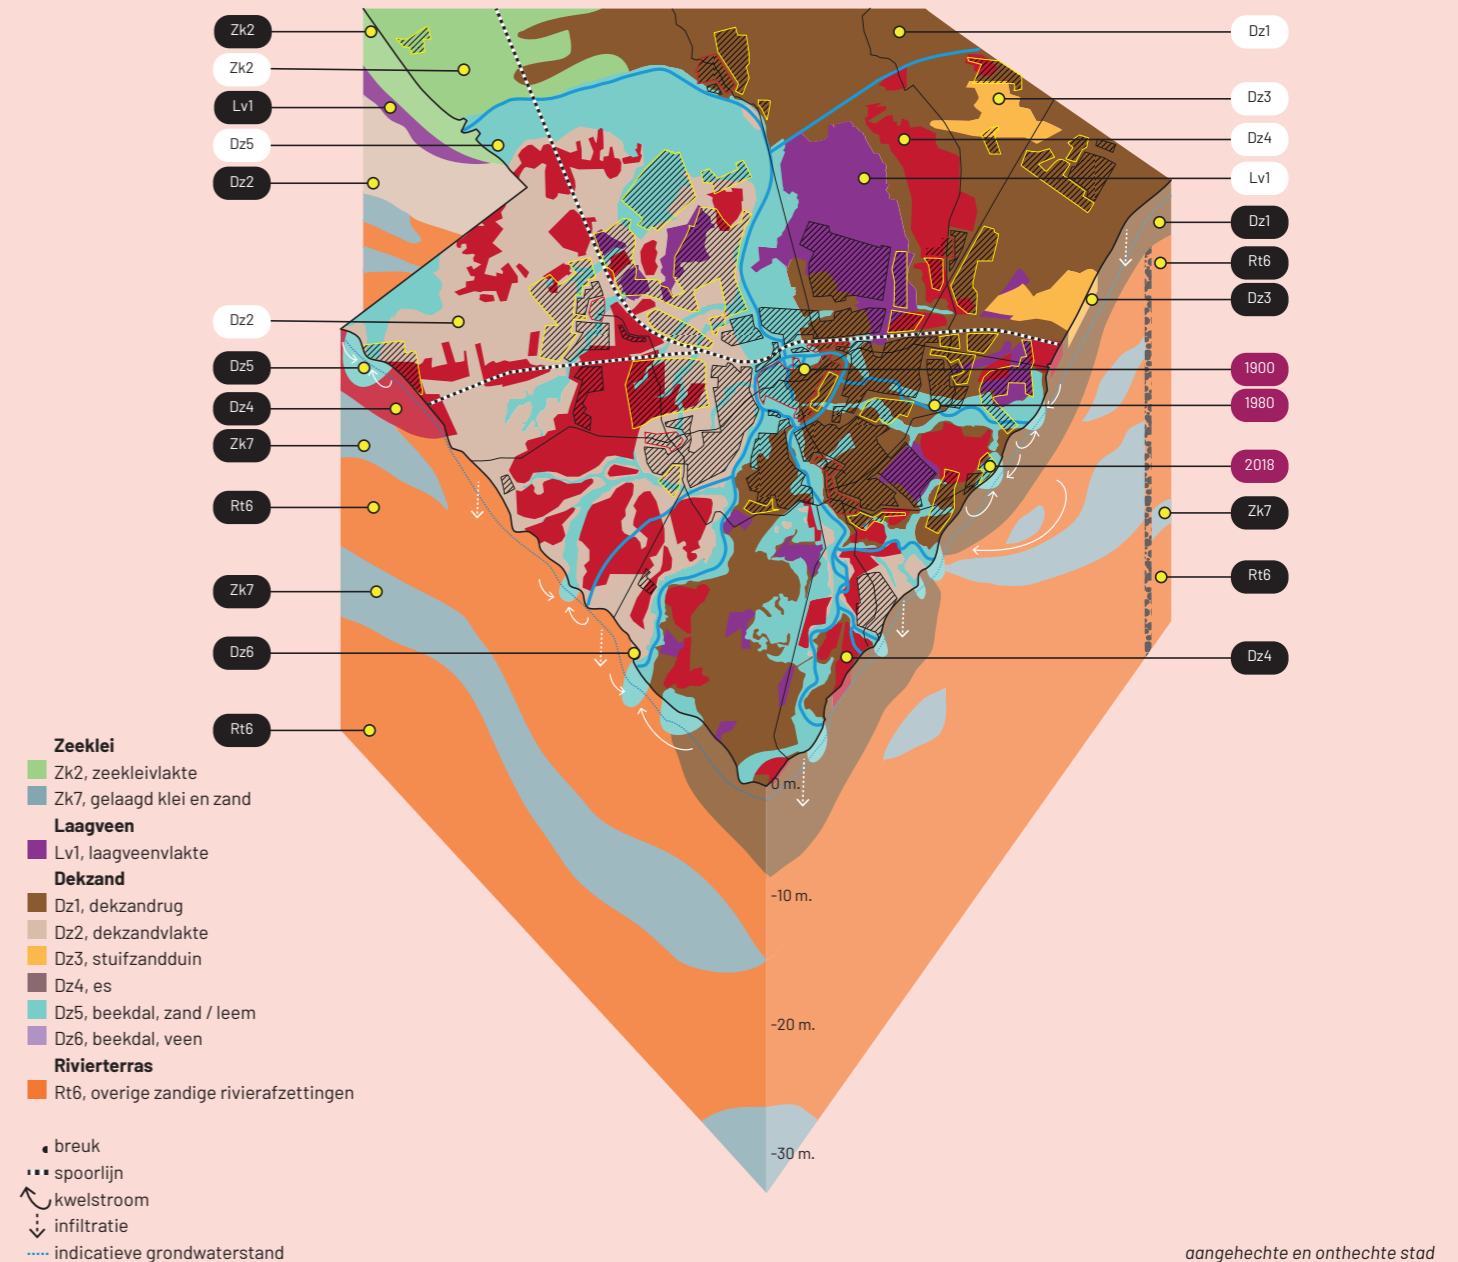 Zk2
Zk2
Lv1
Dz5
Dz2
Dz2
Dz5
Dz4
Zk7
Rt6
Zk7
Dz6
Rt6
Dz1
Dz3
Dz4
Lv1
Dz1
Rt6
Dz3
1900
1980
2018
Zk7
Rt6
Dz4
0 m.
-10 m.
-20 m.
-30 m.
Zeeklei
Zk2, zeekleivlakte
Zk7, gelaagd klei en zand
Laagveen
Lv1, laagveenvlakte
Dekzand
Dz1, dekzandrug
Dz2, dekzandvlakte
Dz3, stuifzandduin
Dz4, es
Dz5, beekdal, zand / leem
Dz6, beekdal, veen
Rivierterras
Rt6, overige zandige rivierafzettingen
breuk
spoorlijn
kwelstroom
infiltratie
indicatieve grondwaterstand
aangehechte en onthechte stad